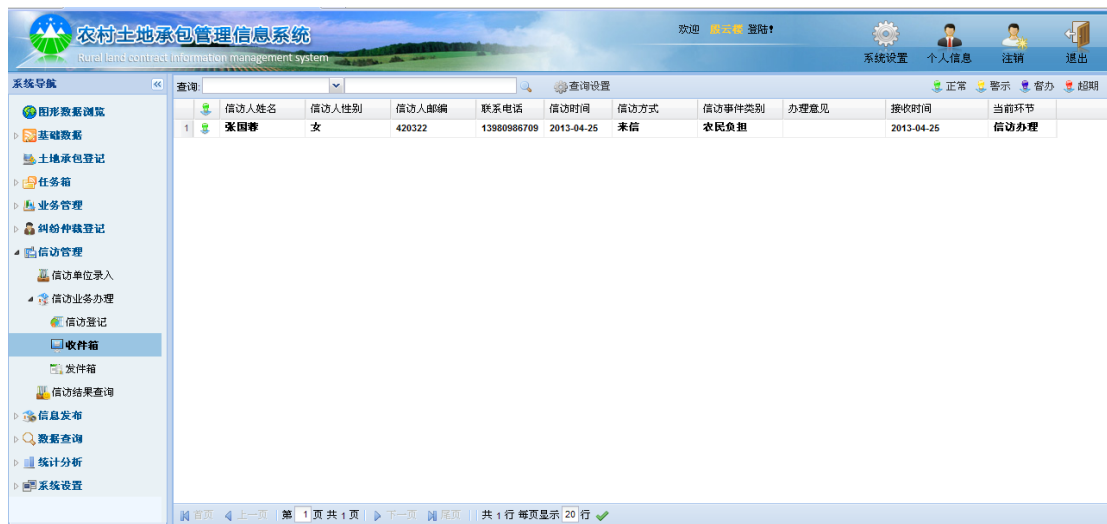 农村土地承包管理信息系统
Rural land contract information management system
欢迎 殷云 登陆!
系统设置 个人信息 注销 退出
系统导航
查询: 查询设置 正常 警示 督办 超期
信访人姓名 信访人性别 信访人邮编 联系电话 信访时间 信访方式 信访事件类别 办理意见 接收时间 当前环节
1 张国蓉 女 420322 13980986709 2013-04-25 来信 农民负担 2013-04-25 信访办理
图形数据浏览
基础数据
土地承包登记
任务箱
业务管理
纠纷仲裁登记
信访管理
信访单位录入
信访业务办理
信访登记
收件箱
发件箱
信访结果查询
信息发布
数据查询
统计分析
系统设置
首页 上一页 第 1 页 共 1 页 下一页 尾页 共 1 行 每页显示 20 行